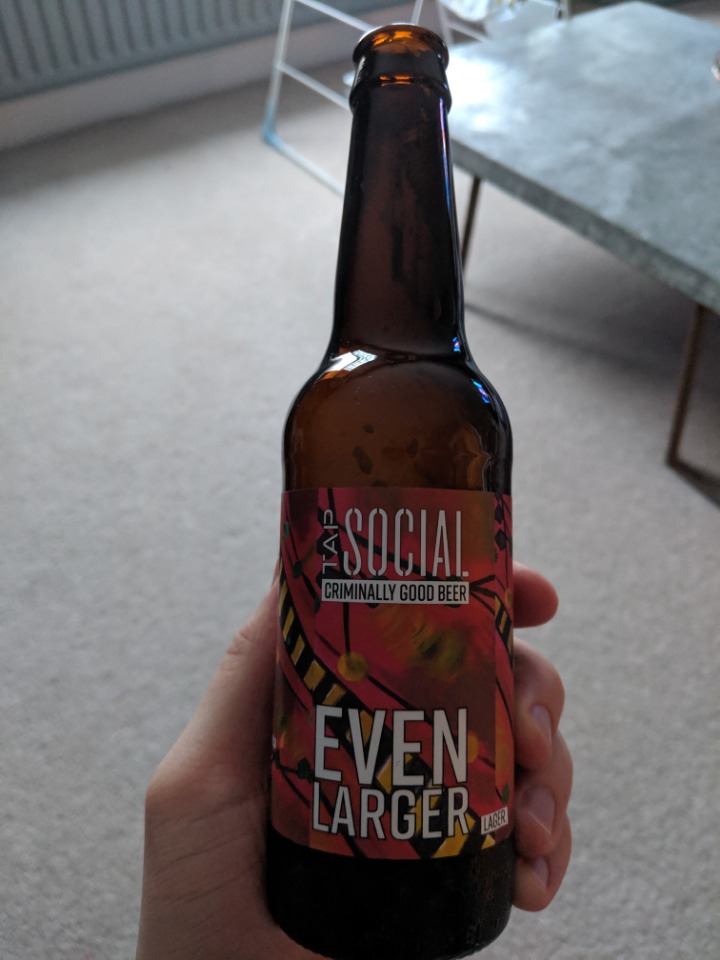 TAP SOCIAL
CRIMINALLY GOOD BEER
EVEN
LARGER
LAGER